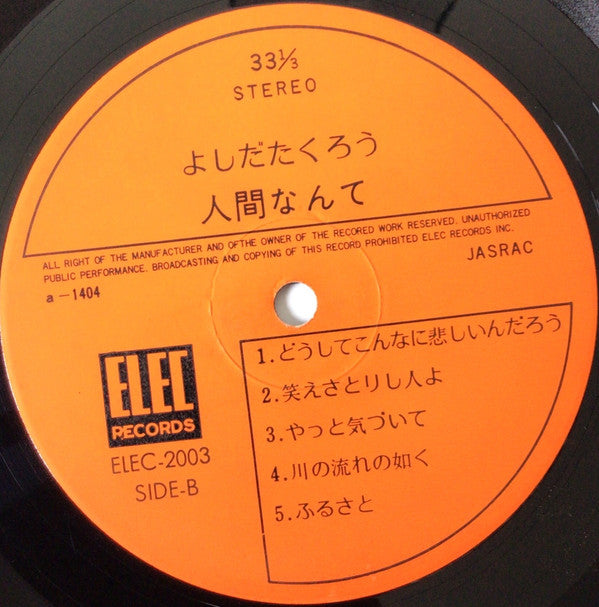 33⅓
STEREO
よしだたくろう
人間なんて
ALL RIGHT OF THE MANUFACTURER AND OFTHE OWNER OF THE RECORED WORK RESERVED. UNAUTHORIZED
PUBLIC PERFORMANCE. BROADCASTING AND COPYING OF THIS RECORD PROHIBITED ELEC RECORDS INC.
JASRAC
a-1404
ELEC
RECORDS
ELEC-2003
SIDE-B
1.どうしてこんなに悲しいんだろう
2.笑えさとりし人よ
3.やっと気づいて
4.川の流れの如く
5.ふるさと